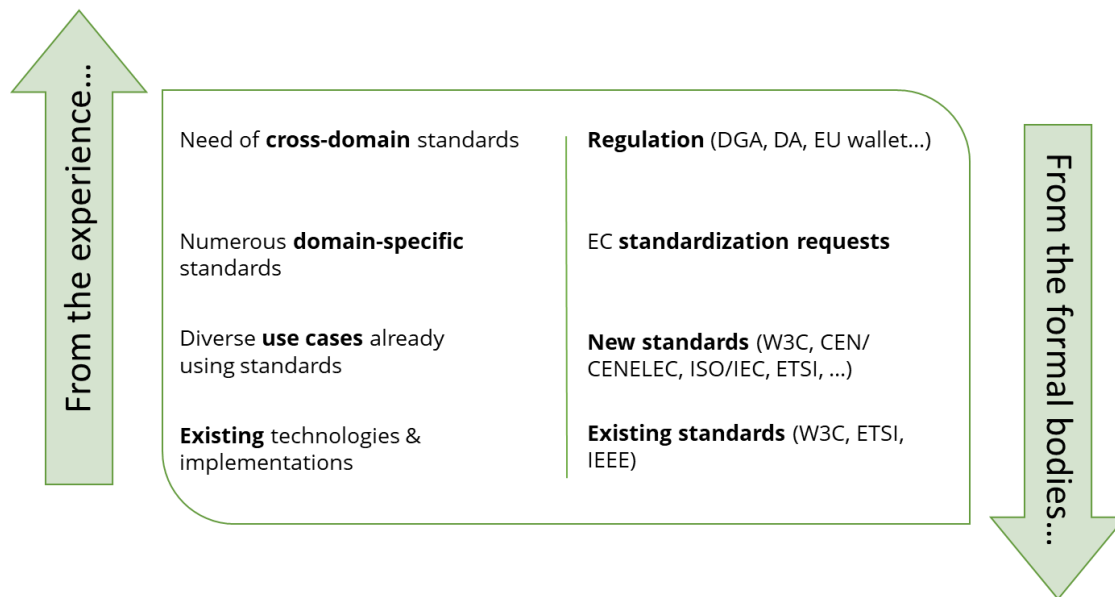 From the experience...
Need of cross-domain standards
Numerous domain-specific
standards
Diverse use cases already
using standards
Existing technologies &
implementations
Regulation (DGA, DA, EU wallet...)
EC standardization requests
New standards (W3C, CEN/
CENELEC, ISO/IEC, ETSI, ...)
Existing standards (W3C, ETSI,
IEEE)
From the formal bodies...